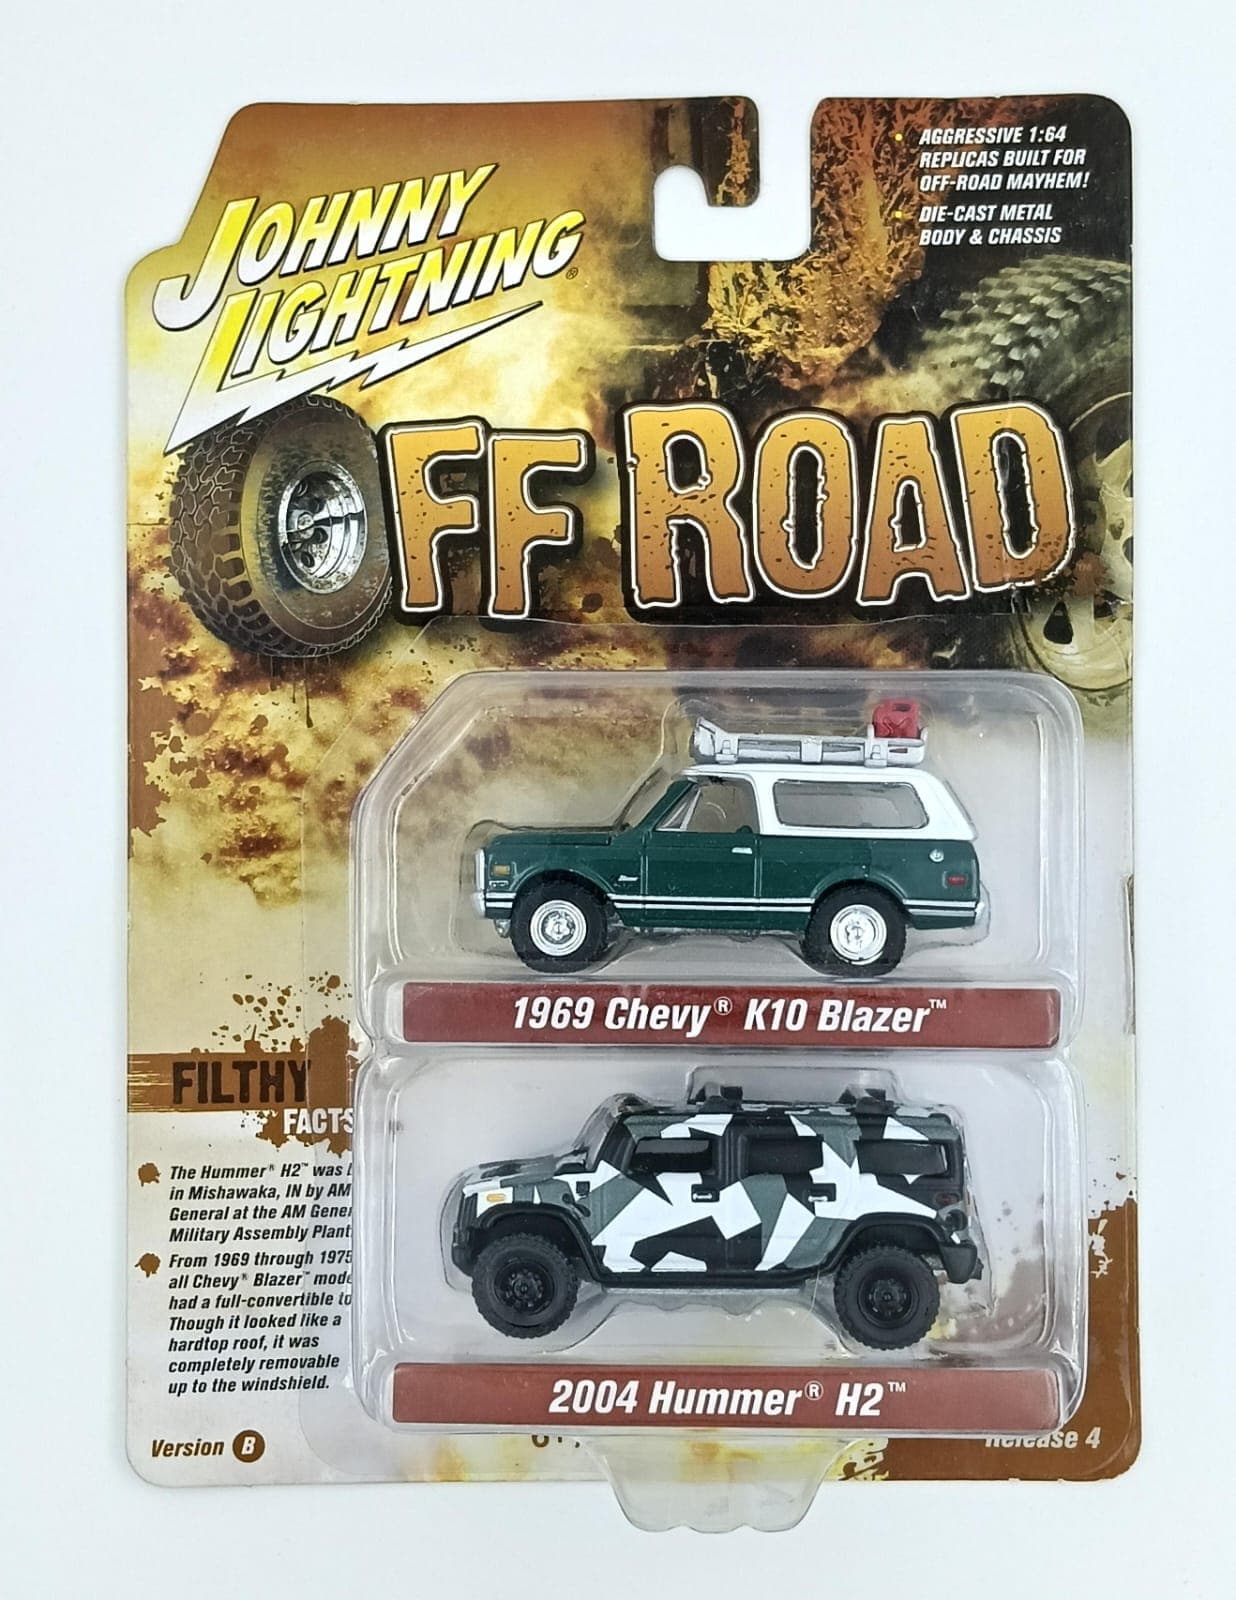 JOHNNY
LIGHTNING®
OFF ROAD™
• AGGRESSIVE 1:64
REPLICAS BUILT FOR
OFF-ROAD MAYHEM!
• DIE-CAST METAL
BODY & CHASSIS
1969 Chevy® K10 Blazer™
2004 Hummer® H2™
FILTHY
FACTS
The Hummer® H2™ was
in Mishawaka, IN by AM
General at the AM Gener
Military Assembly Plant
From 1969 through 1975
all Chevy® Blazer™ mode
had a full-convertible to
Though it looked like a
hardtop roof, it was
completely removable
up to the windshield.
Version B
Release 4